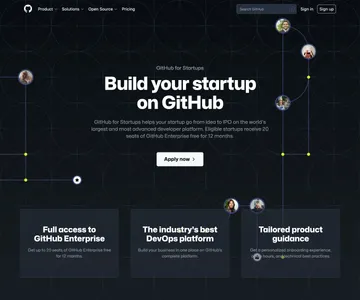 Product Solutions Open Source Pricing
Search GitHub
Sign in
Sign up
GitHub for Startups
Build your startup
on GitHub
GitHub for Startups helps your startup go from idea to IPO on the world's
largest and most advanced developer platform. Eligible startups receive 20
seats of GitHub Enterprise free for 12 months.
Apply now
Full access to
GitHub Enterprise
Get up to 20 seats of GitHub Enterprise free
for 12 months.
The industry's best
DevOps platform
Build your business to one place on GitHub's
complete platform.
Tailored product
guidance
Get a personalized onboarding experience,
hours, and technical best practices.